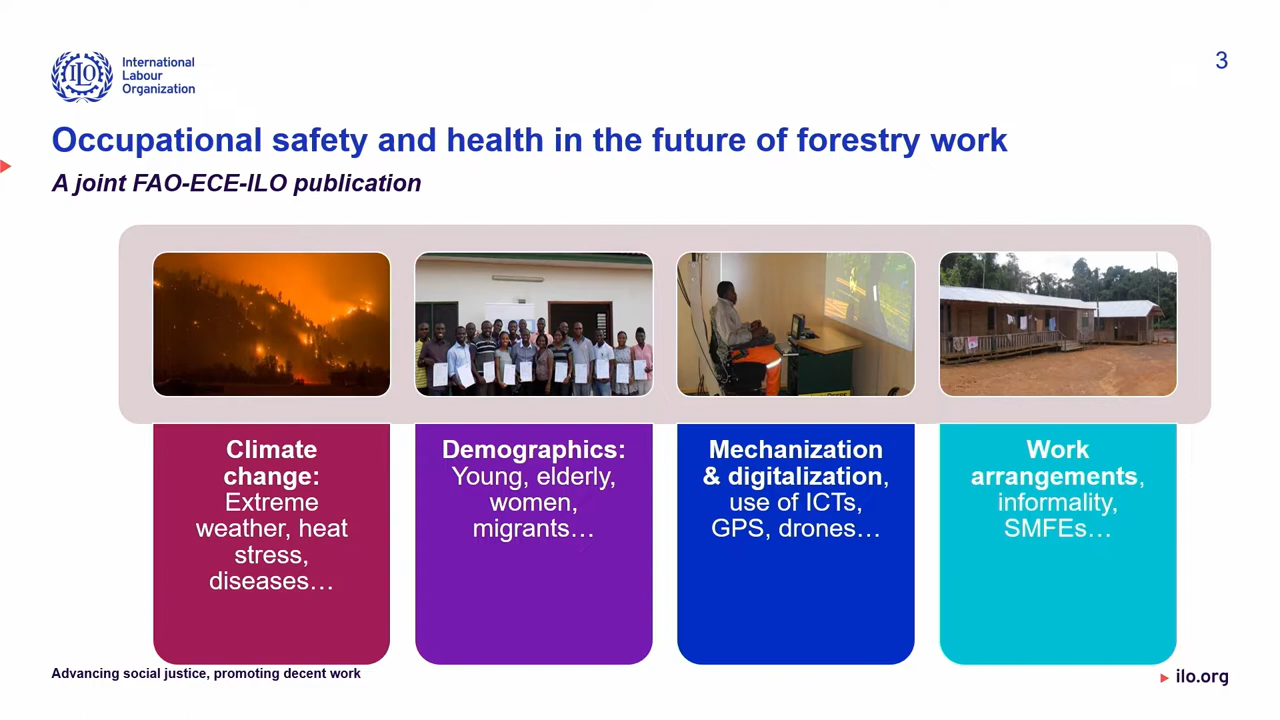 ILO
International
Labour
Organization
3
Occupational safety and health in the future of forestry work
A joint FAO-ECE-ILO publication
Climate
change:
Extreme
weather, heat
stress,
diseases…
Demographics:
Young, elderly,
women,
migrants…
Mechanization
& digitalization,
use of ICTs,
GPS, drones…
Work
arrangements,
informality,
SMFEs…
Advancing social justice, promoting decent work
ilo.org